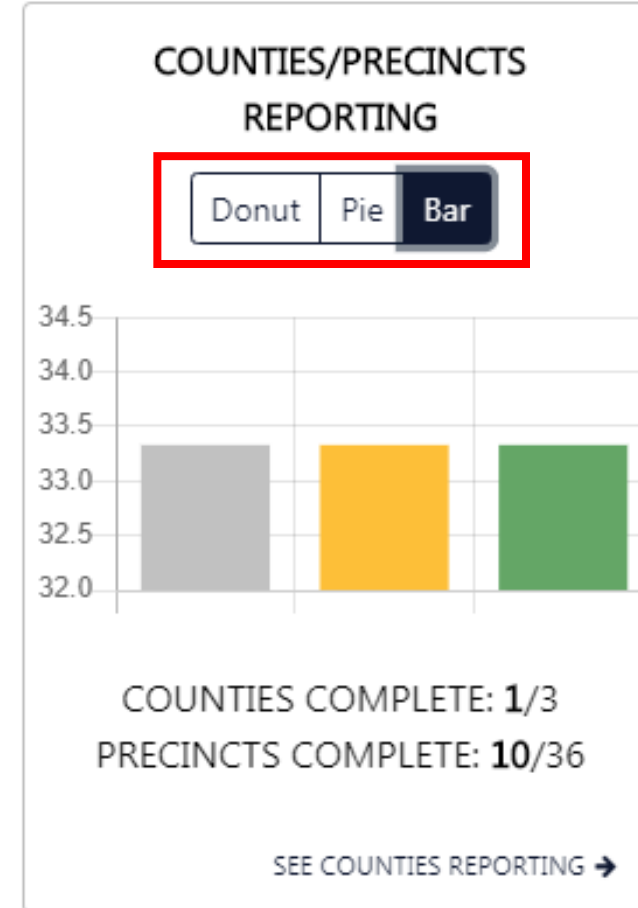 COUNTIES/PRECINCTS
REPORTING
Donut Pie Bar
34.5
34.0
33.5
33.0
32.5
32.0
COUNTIES COMPLETE: 1/3
PRECINCTS COMPLETE: 10/36
SEE COUNTIES REPORTING →